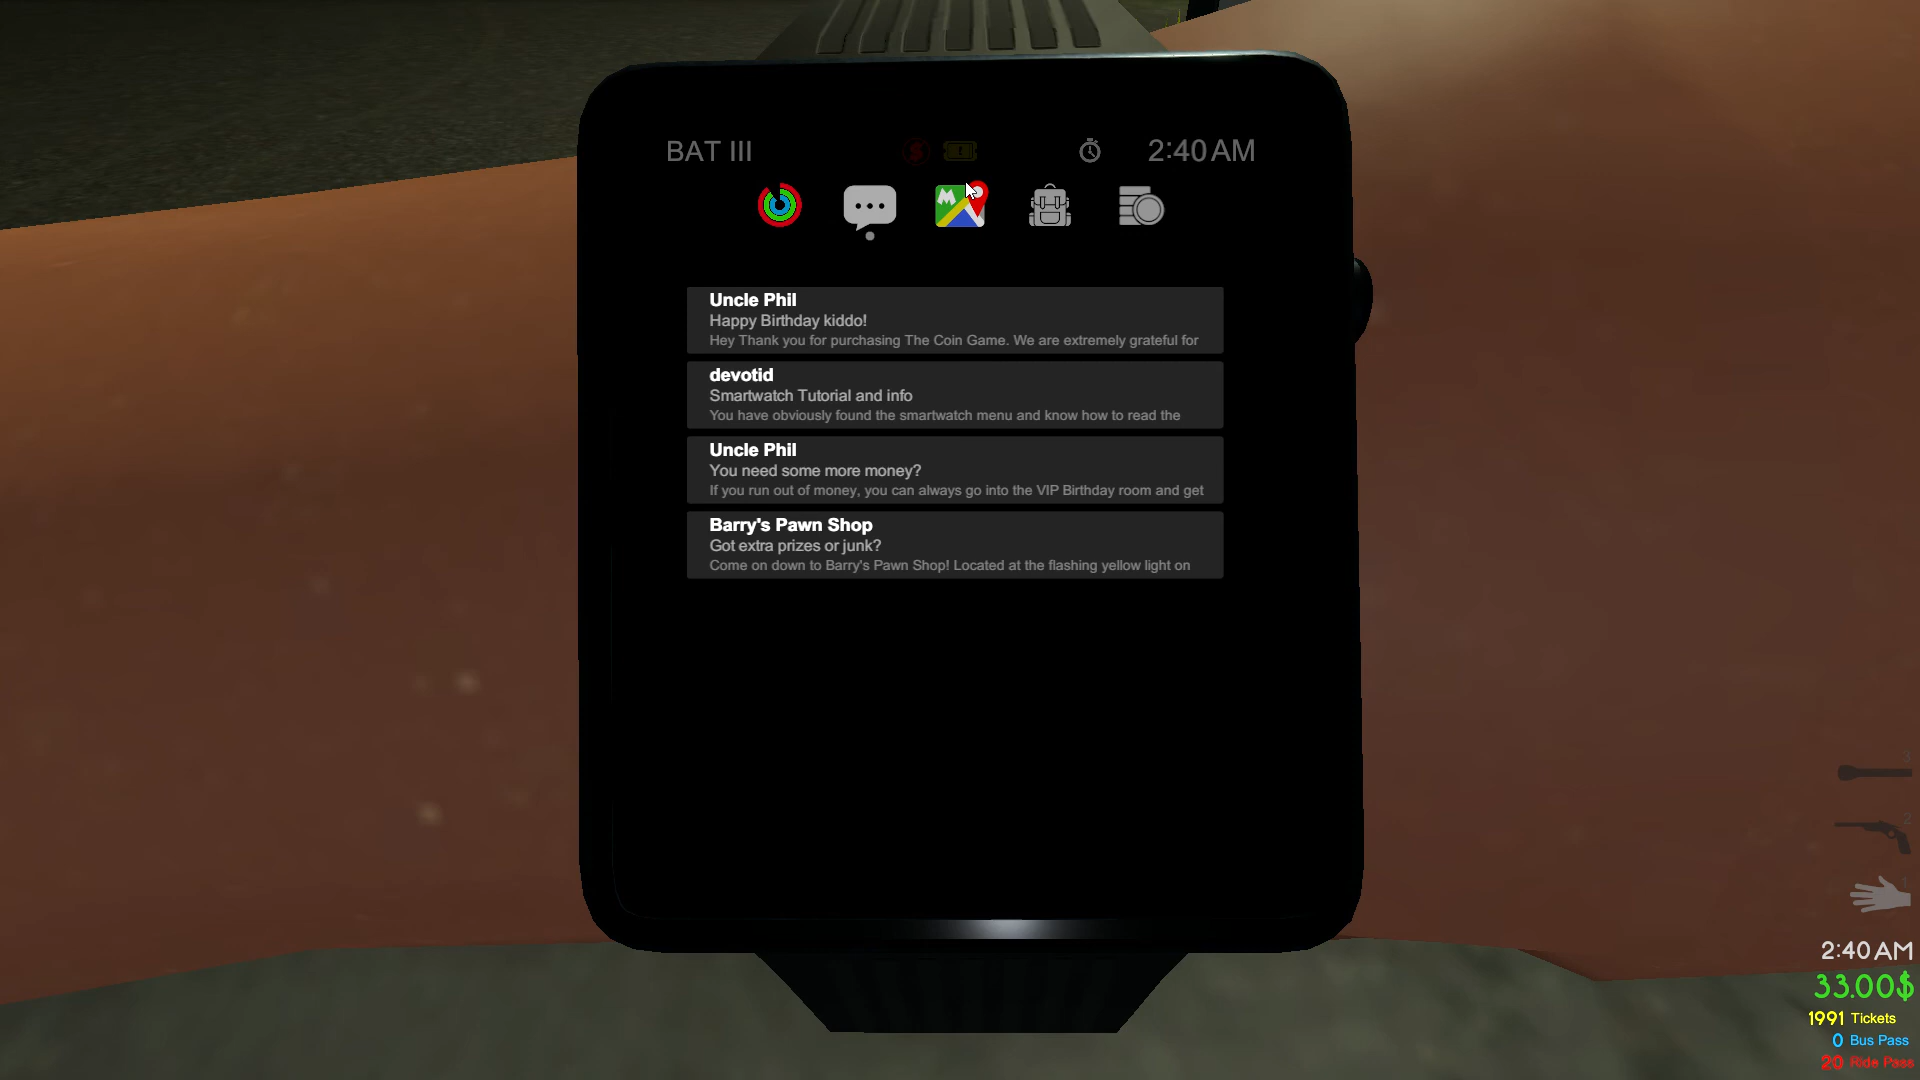 BAT III
2:40 AM
Uncle Phil
Happy Birthday kiddo!
Hey Thank you for purchasing The Coin Game. We are extremely grateful for
devotid
Smartwatch Tutorial and info
You have obviously found the smartwatch menu and know how to read the
Uncle Phil
You need some more money?
If you run out of money, you can always go into the VIP Birthday room and get
Barry's Pawn Shop
Got extra prizes or junk?
Come on down to Barry's Pawn Shop! Located at the flashing yellow light on
3
2
1
2:40 AM
33.00$
1991 Tickets
0 Bus Pass
20 Ride Pass